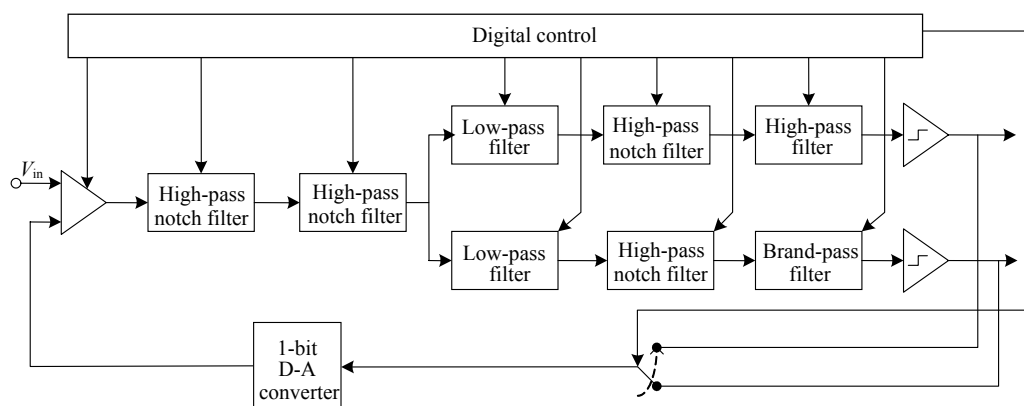 Digital control
Low-pass
filter
High-pass
notch filter
High-pass
filter
Vin
High-pass
notch filter
High-pass
notch filter
Low-pass
filter
High-pass
notch filter
Brand-pass
filter
1-bit
D-A
converter